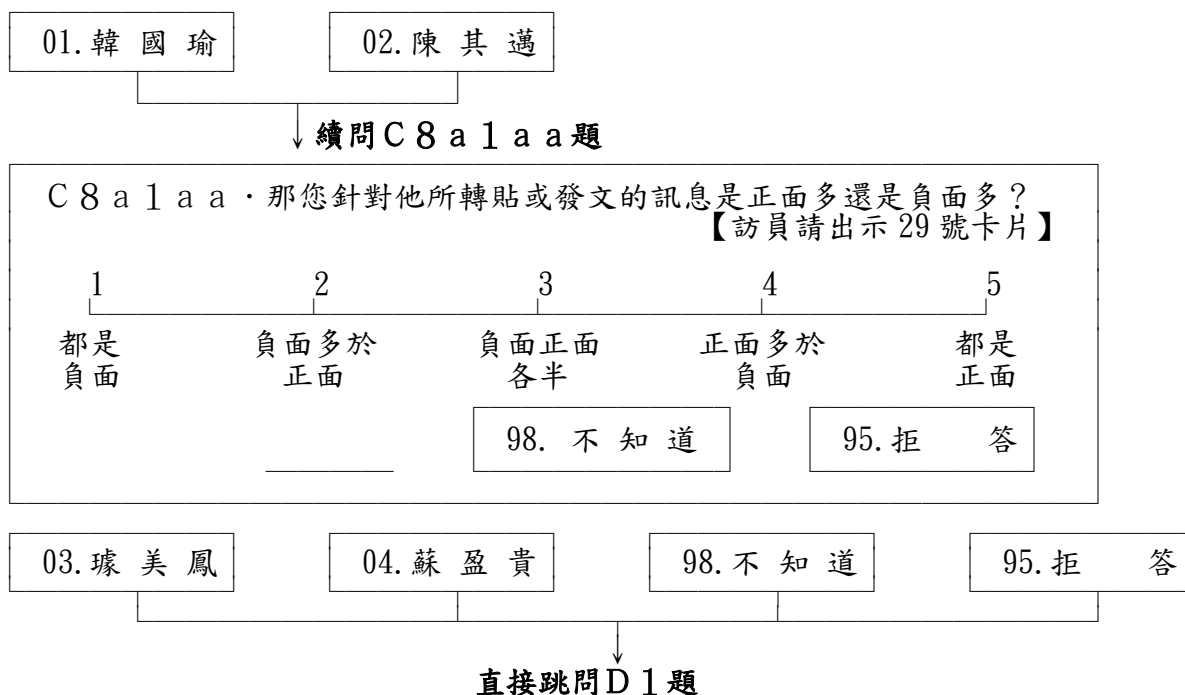 01.韓 國 瑜 02.陳 其 邁
續問C8a1aa題
C8a1aa．那您針對他所轉貼或發文的訊息是正面多還是負面多？
【訪員請出示 29 號卡片】
1 2 3 4 5
都是 負面多於 負面正面 正面多於 都是
負面 正面 各半 負面 正面
98. 不 知 道 95.拒 答
03.璩 美 鳳 04.蘇 盈 貴 98.不 知 道 95.拒 答
直接跳問D1題